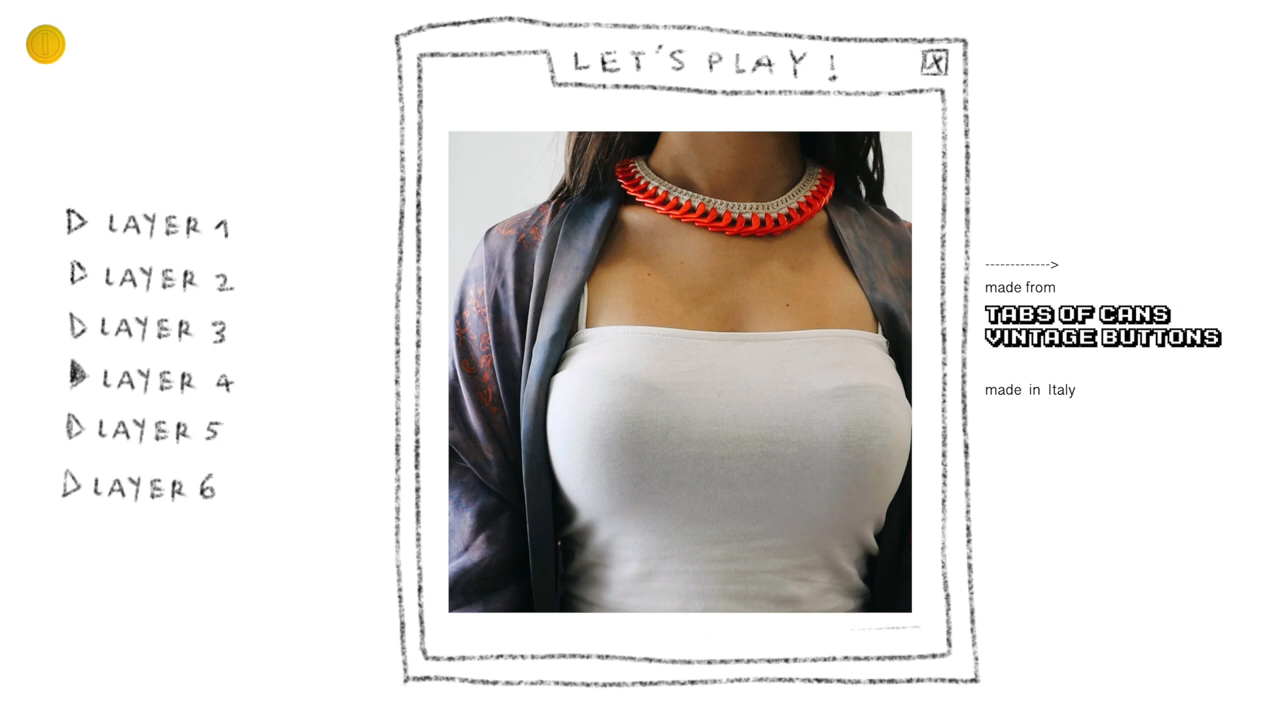 LET'S PLAY!
LAYER 1
LAYER 2
LAYER 3
LAYER 4
LAYER 5
LAYER 6
------------->
made from
TABS OF CANS
VINTAGE BUTTONS
made in Italy